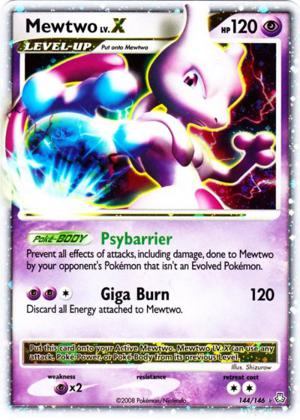 Mewtwo LV.X HP120
LEVEL-UP Put onto Mewtwo
Poké-BODY Psybarrier
Prevent all effects of attacks, including damage, done to Mewtwo
by your opponent's Pokémon that isn't an Evolved Pokémon.
Giga Burn 120
Discard all Energy attached to Mewtwo.
Put this card onto your Active Mewtwo. Mewtwo LV.X can use any
attack, Poké-Power, or Poké-Body from its previous Level.
Illus. Shizurow
weakness resistance retreat cost
×2
©2008 Pokémon/Nintendo 144/146